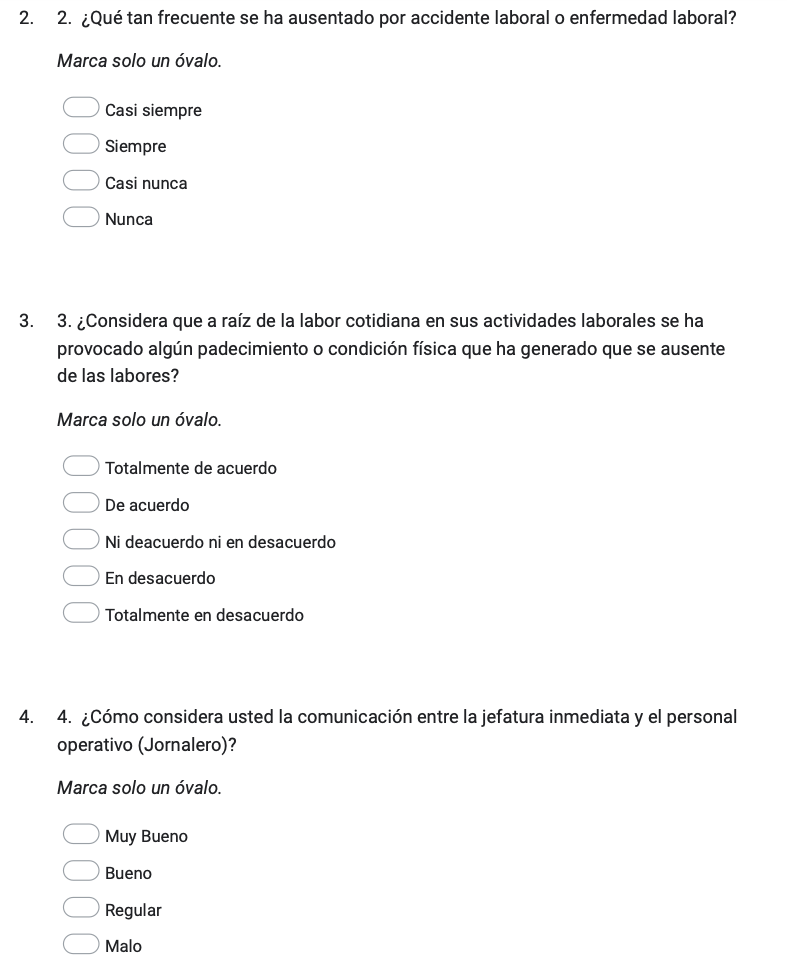 2. 2. ¿Qué tan frecuente se ha ausentado por accidente laboral o enfermedad laboral?
Marca solo un óvalo.
Casi siempre
Siempre
Casi nunca
Nunca
3. 3. ¿Considera que a raíz de la labor cotidiana en sus actividades laborales se ha
provocado algún padecimiento o condición física que ha generado que se ausente
de las labores?
Marca solo un óvalo.
Totalmente de acuerdo
De acuerdo
Ni deacuerdo ni en desacuerdo
En desacuerdo
Totalmente en desacuerdo
4. 4. ¿Cómo considera usted la comunicación entre la jefatura inmediata y el personal
operativo (Jornalero)?
Marca solo un óvalo.
Muy Bueno
Bueno
Regular
Malo